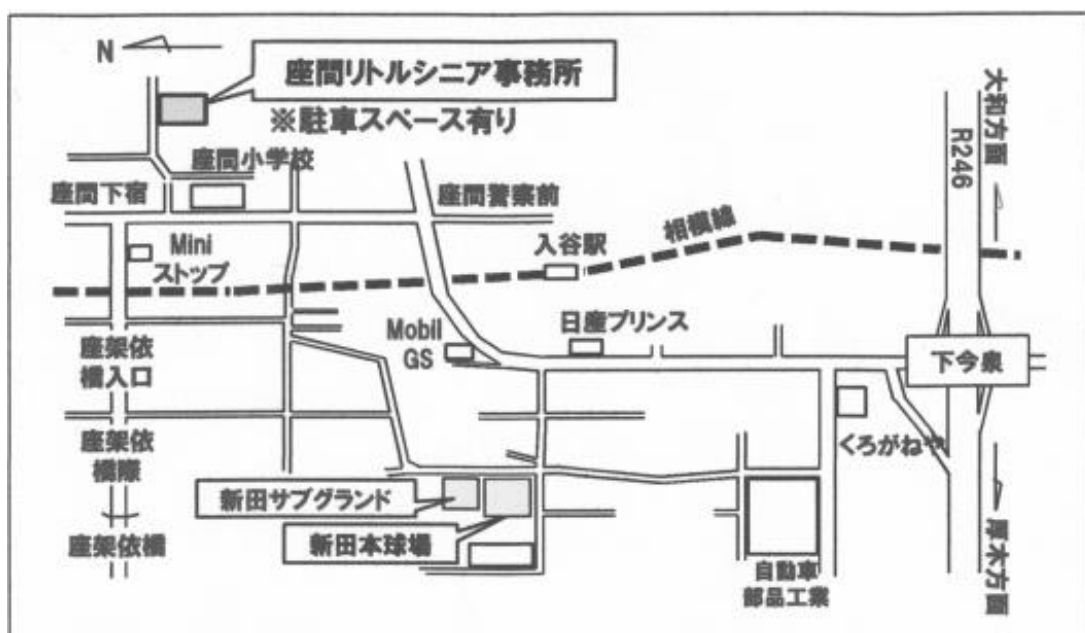 N
座間リトルシニア事務所
※駐車スペース有り
座間小学校
座間下宿
座間警察前
Mini
ストップ
入谷駅
相模線
R246
大和方面
座架依
橋入口
Mobil
GS
日産プリンス
下今泉
座架依
橋際
くろがねや
新田サブグランド
新田本球場
座架依橋
自動車
部品工業
厚木方面